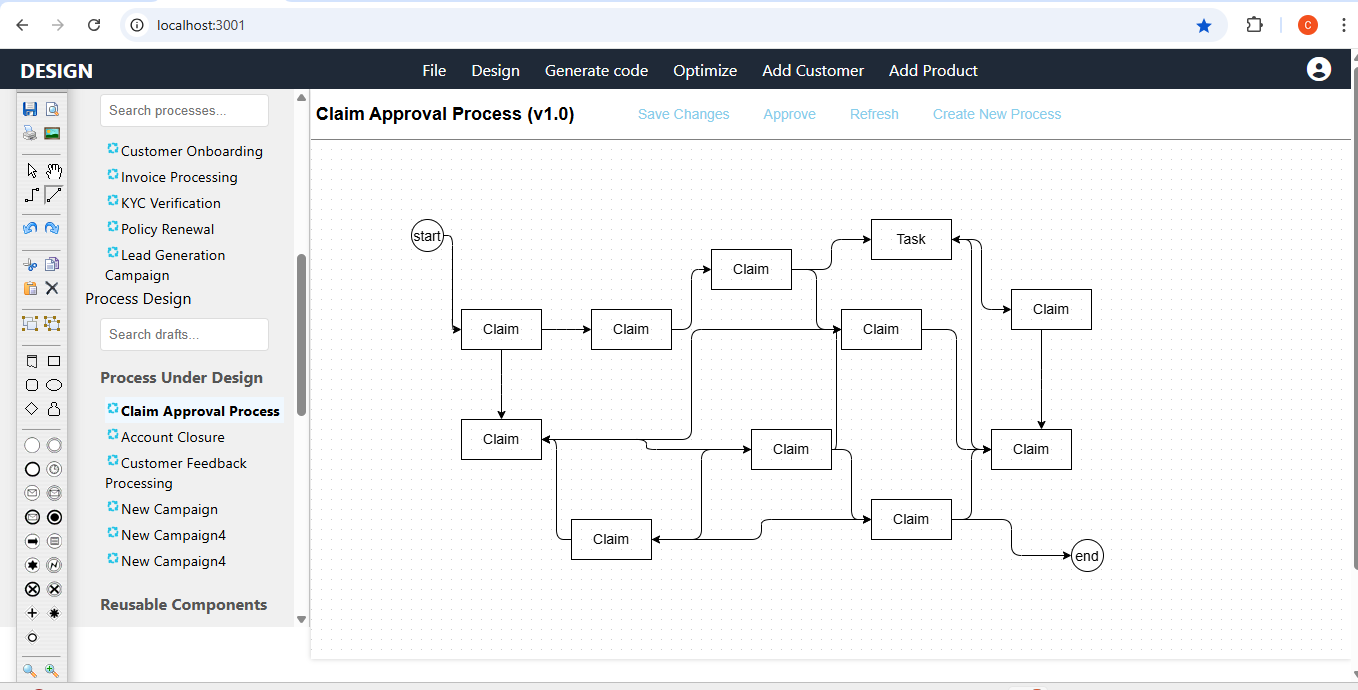 localhost:3001
C
DESIGN
File
Design
Generate code
Optimize
Add Customer
Add Product
Search processes...
Customer Onboarding
Invoice Processing
KYC Verification
Policy Renewal
Lead Generation
Campaign
Process Design
Search drafts...
Process Under Design
Claim Approval Process
Account Closure
Customer Feedback
Processing
New Campaign
New Campaign4
New Campaign4
Reusable Components
Claim Approval Process (v1.0)
Save Changes
Approve
Refresh
Create New Process
start
Task
Claim
Claim
Claim
Claim
Claim
Claim
Claim
Claim
Claim
Claim
end